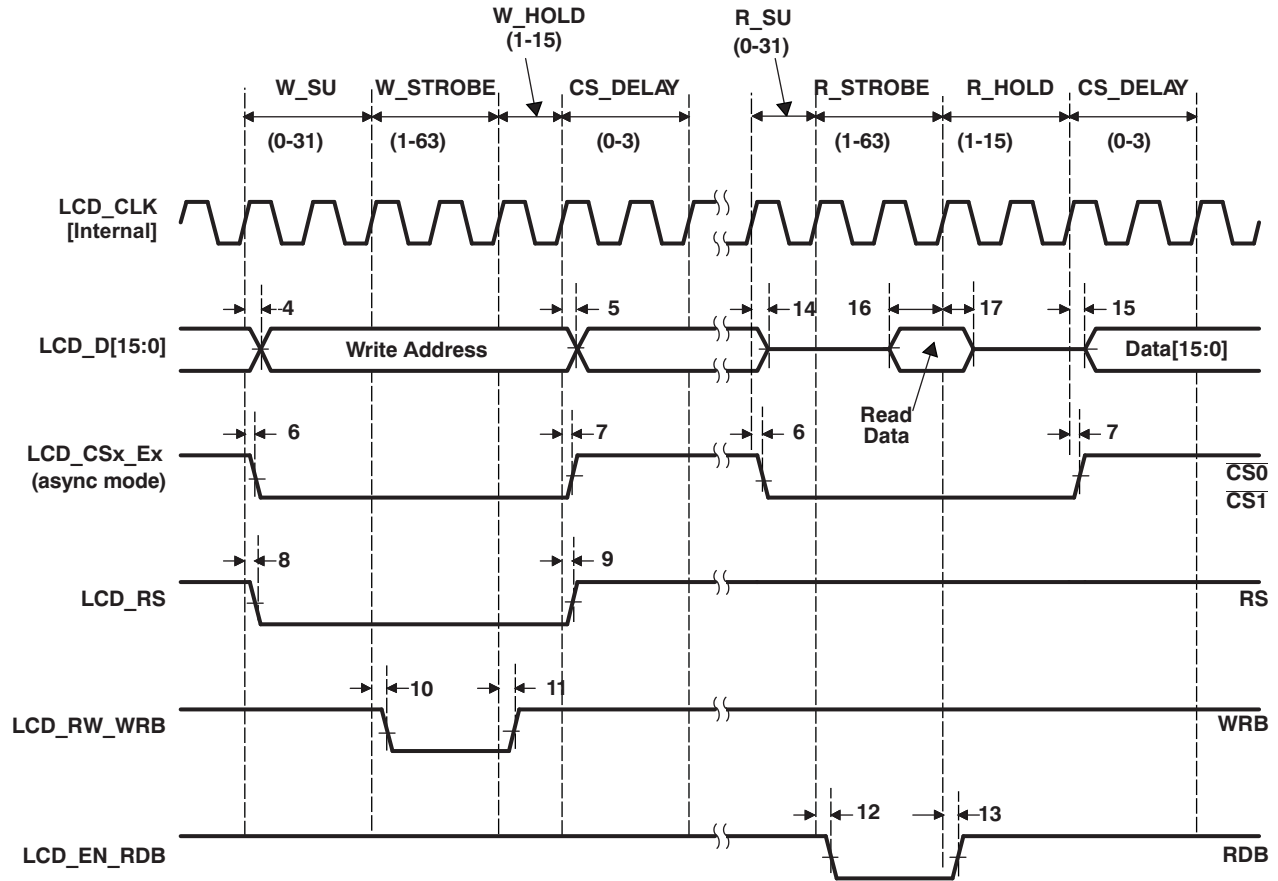 W_HOLD
(1-15)
R_SU
(0-31)
W_SU
W_STROBE
CS_DELAY
R_STROBE
R_HOLD
CS_DELAY
(0-31)
(1-63)
(0-3)
(1-63)
(1-15)
(0-3)
LCD_CLK
[Internal]
4
5
14
16
17
15
LCD_D[15:0]
Write Address
Data[15:0]
Read
Data
6
7
6
7
LCD_CSx_Ex
(async mode)
CS0
CS1
8
9
LCD_RS
RS
10
11
LCD_RW_WRB
WRB
12
13
LCD_EN_RDB
RDB